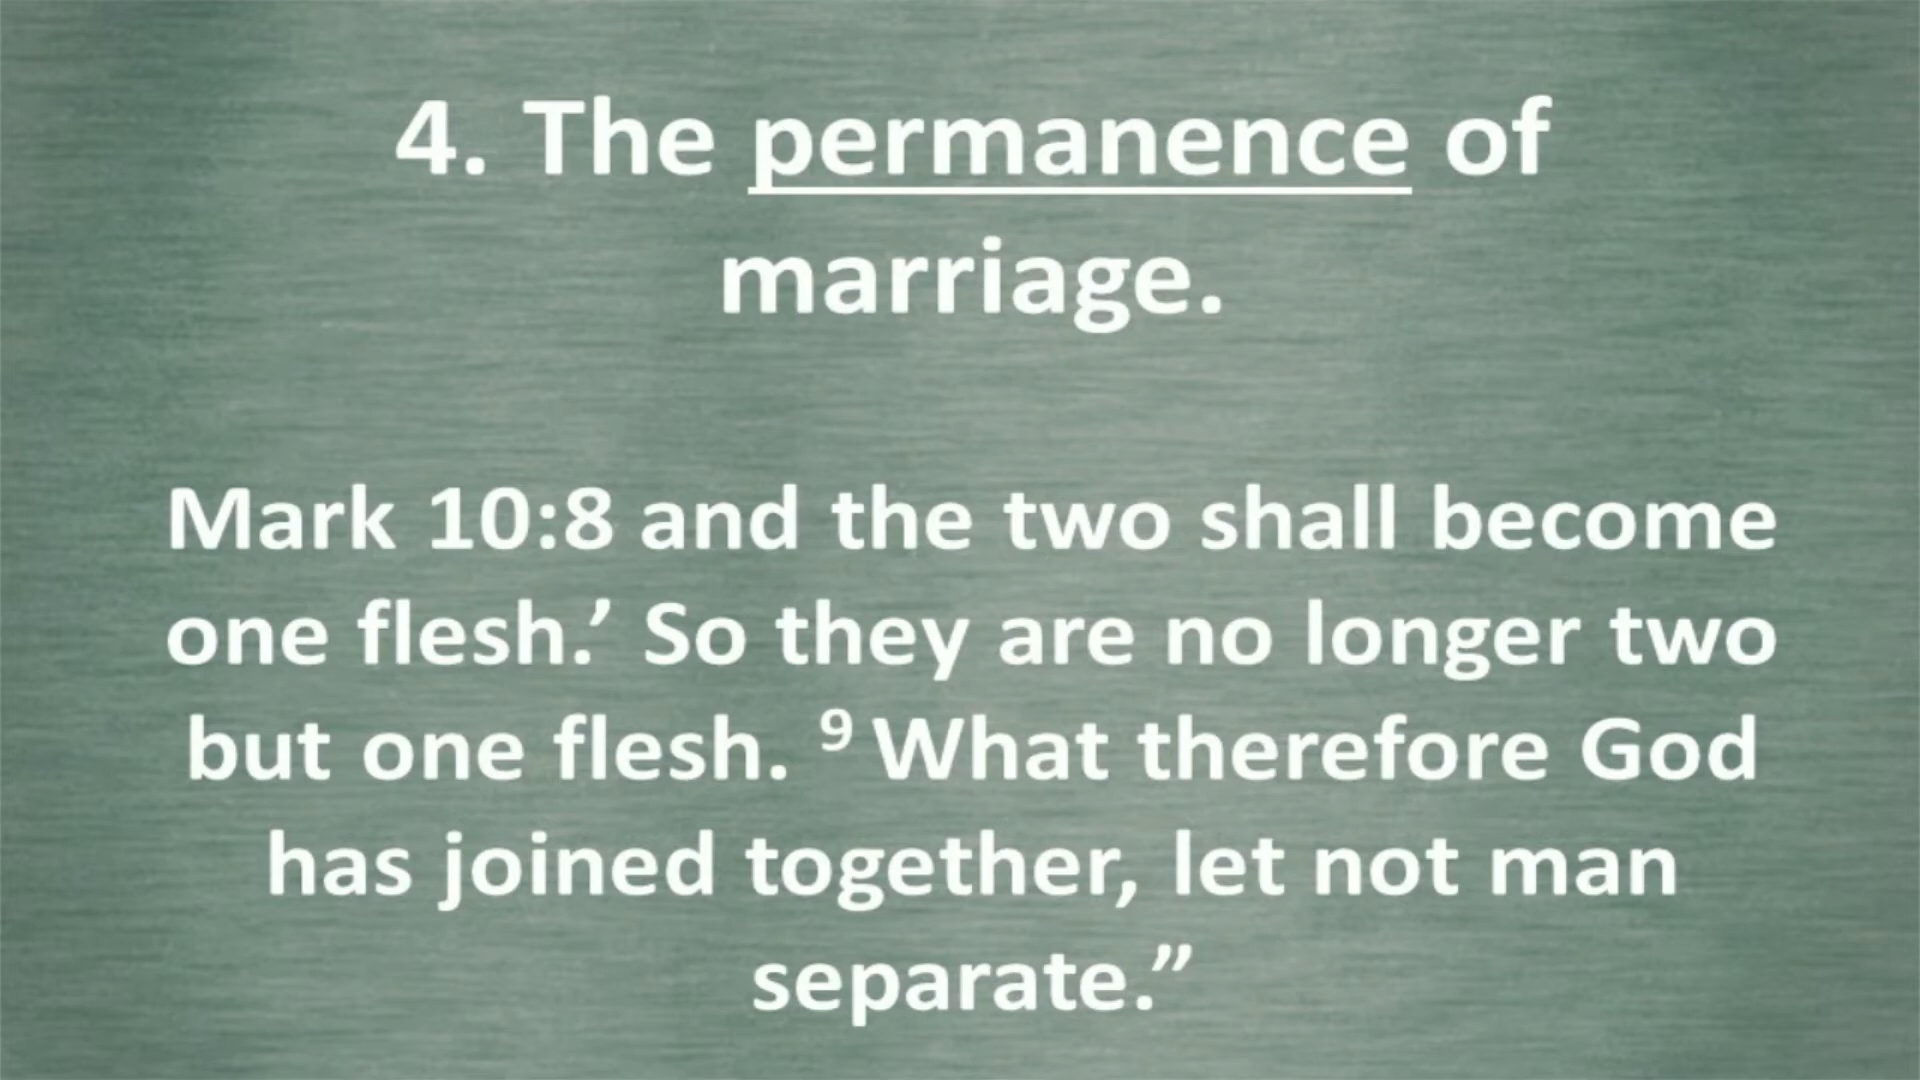 4. The permanence of
marriage.
Mark 10:8 and the two shall become
one flesh.’ So they are no longer two
but one flesh. ⁹ What therefore God
has joined together, let not man
separate.”